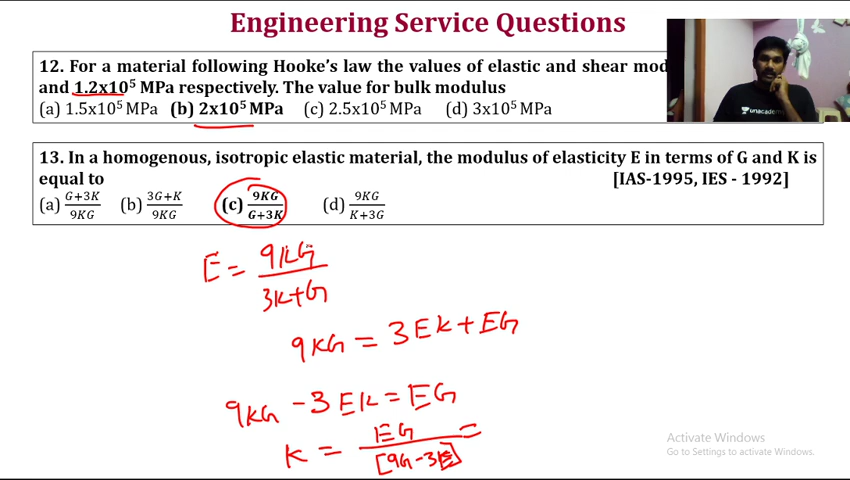 Engineering Service Questions
12. For a material following Hooke's law the values of elastic and shear mod
and 1.2x10⁵ MPa respectively. The value for bulk modulus
(a) 1.5x10⁵ MPa (b) 2x10⁵ MPa (c) 2.5x10⁵ MPa (d) 3x10⁵ MPa
13. In a homogenous, isotropic elastic material, the modulus of elasticity E in terms of G and K is
equal to [IAS-1995, IES - 1992]
(a) G+3K/9KG (b) 3G+K/9KG (c) 9KG/G+3K (d) 9KG/K+3G
E = 9KG/3K+G
9KG = 3EK + EG
9KG - 3EK = EG
K = EG/[9G-3E] =
unacademy
Activate Windows
Go to Settings to activate Windows.